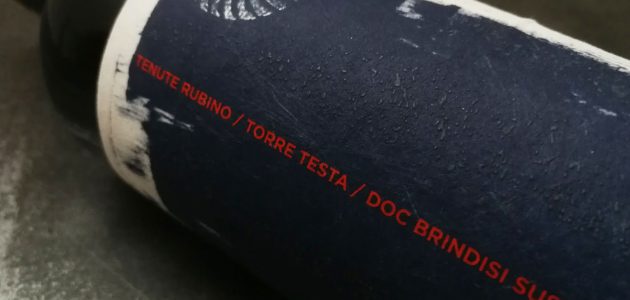 TENUTE RUBINO / TORRE TESTA / DOC BRINDISI SUS